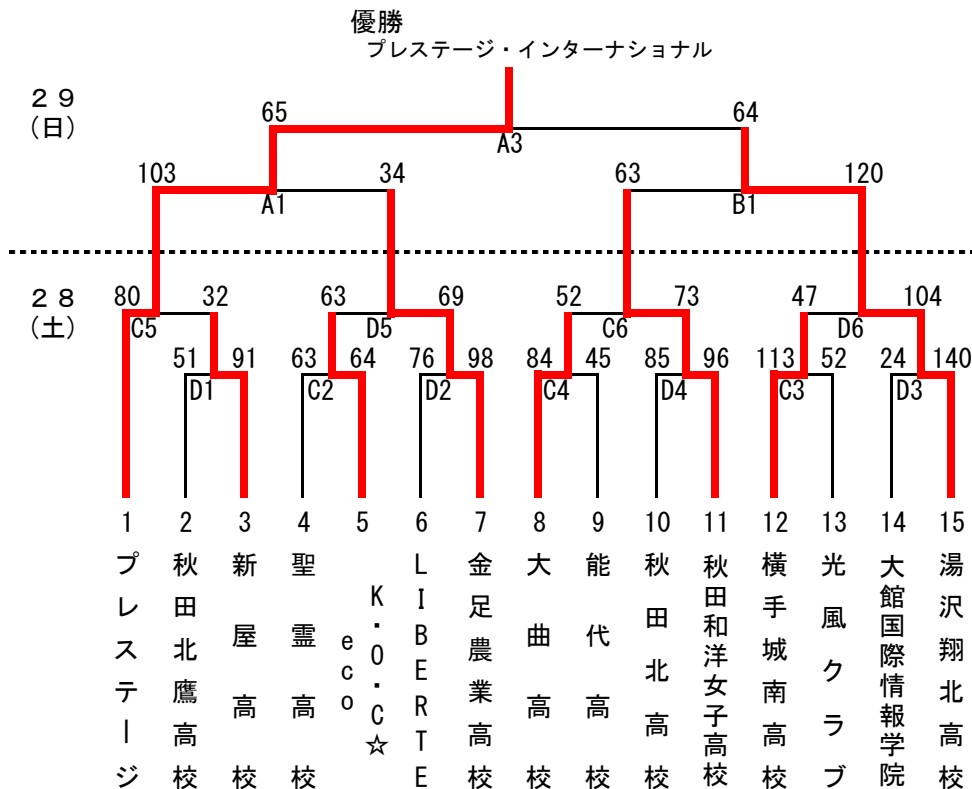 優勝
プレステージ・インターナショナル
２９
(日)
65 64
A3
103 34 63 120
A1 B1
２８
(土)
80 32 63 69 52 73 47 104
C5 D5 C6 D6
51 91 63 64 76 98 84 45 85 96 113 52 24 140
D1 C2 D2 C4 D4 C3 D3
1 2 3 4 5 6 7 8 9 10 11 12 13 14 15
プレステージ
秋田北鷹高校
新屋高校
聖霊高校
K・O・C☆
eco
LIBERTE
金足農業高校
大曲高校
能代高校
秋田北高校
秋田和洋女子高校
横手城南高校
光風クラブ
大館国際情報学院
湯沢翔北高校